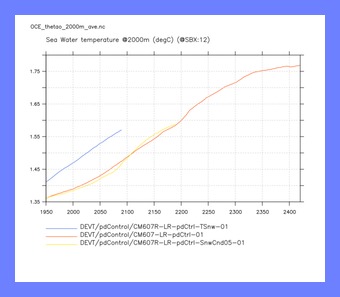 OCE_thetao_2000m_ave.nc
Sea Water temperature @2000m (degC) (@SBX:12)
1.75
1.65
1.55
1.45
1.35
1950 2000 2050 2100 2150 2200 2250 2300 2350 2400
DEVT/pdControl/CM607R-LR-pdCtrl-TSnw-01
DEVT/pdControl/CM607-LR-pdCtrl-01
DEVT/pdControl/CM607R-LR-pdCtrl-SnwCnd05-01